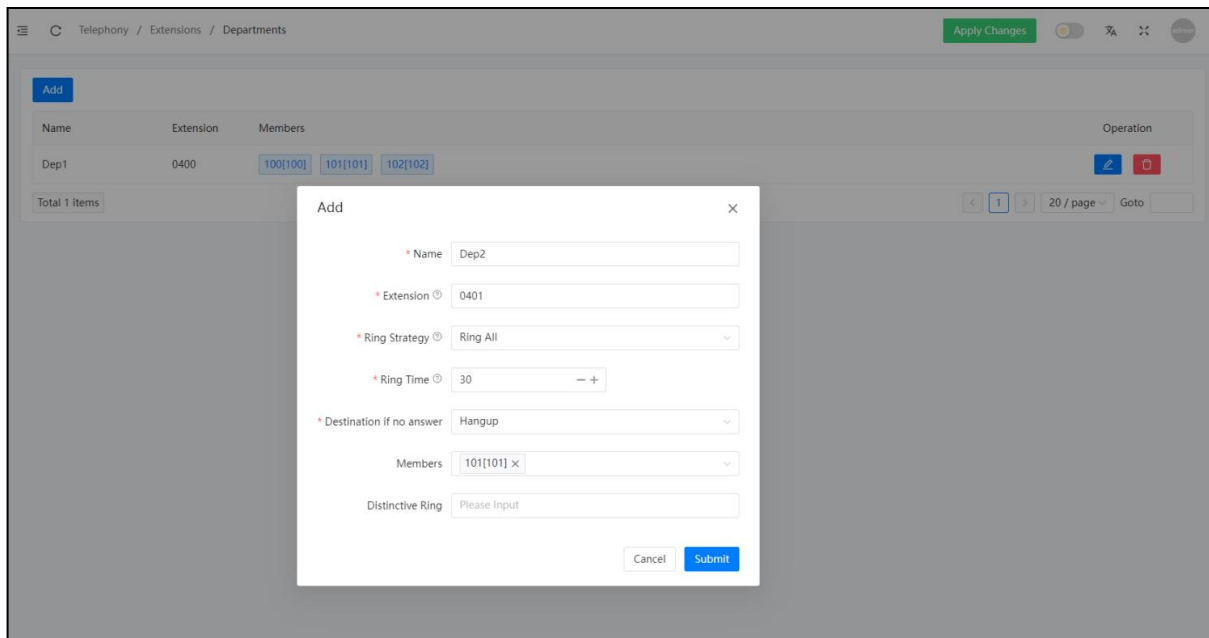 Telephony / Extensions / Departments
Apply Changes
admin
Add
Name Extension Members Operation
Dep1 0400 100[100] 101[101] 102[102]
Total 1 items 1 20 / page Goto
Add
* Name Dep2
* Extension 0401
* Ring Strategy Ring All
* Ring Time 30 − +
* Destination if no answer Hangup
Members 101[101] ×
Distinctive Ring Please Input
Cancel Submit